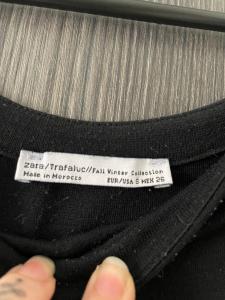 zara/Trafaluc//Fall Winter Collection
Made in Morocco EUR/USA S MEX 26